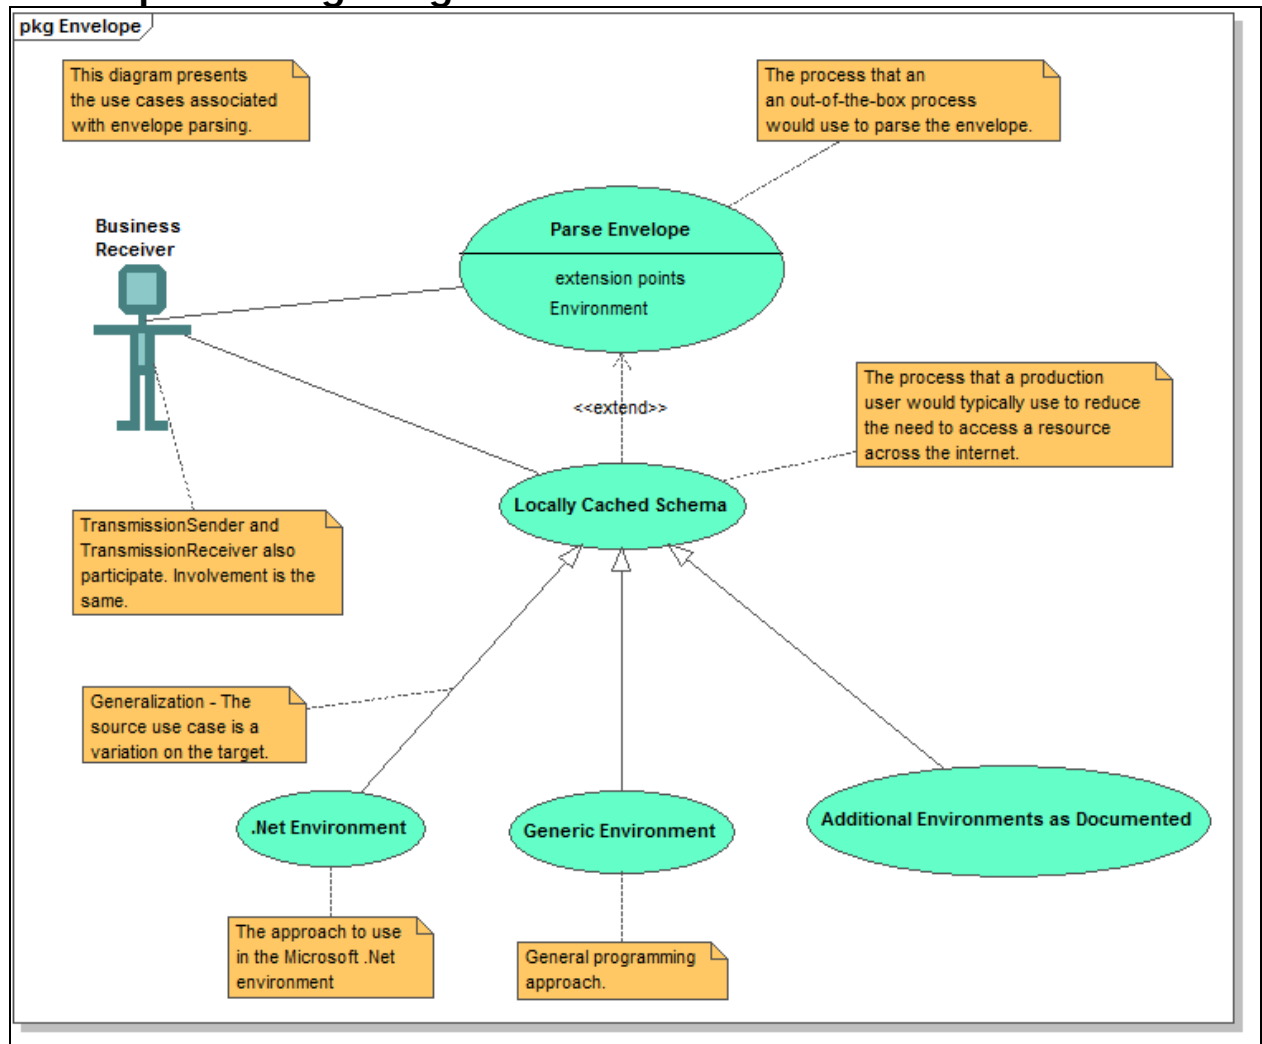 pkg Envelope
This diagram presents
the use cases associated
with envelope parsing.
The process that an
an out-of-the-box process
would use to parse the envelope.
Business
Receiver
Parse Envelope
extension points
Environment
<<extend>>
The process that a production
user would typically use to reduce
the need to access a resource
across the internet.
Locally Cached Schema
TransmissionSender and
TransmissionReceiver also
participate. Involvement is the
same.
Generalization - The
source use case is a
variation on the target.
.Net Environment
Generic Environment
Additional Environments as Documented
The approach to use
in the Microsoft .Net
environment
General programming
approach.